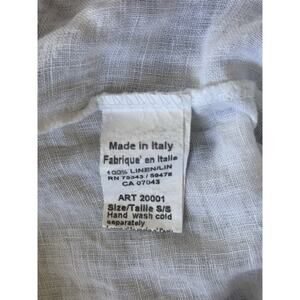 Made in Italy
Fabrique' en Italie
100% LINEN/LIN
RN 75343 / 59478
CA 07043
ART 20001
Size/Taille S/S
Hand wash cold
separately